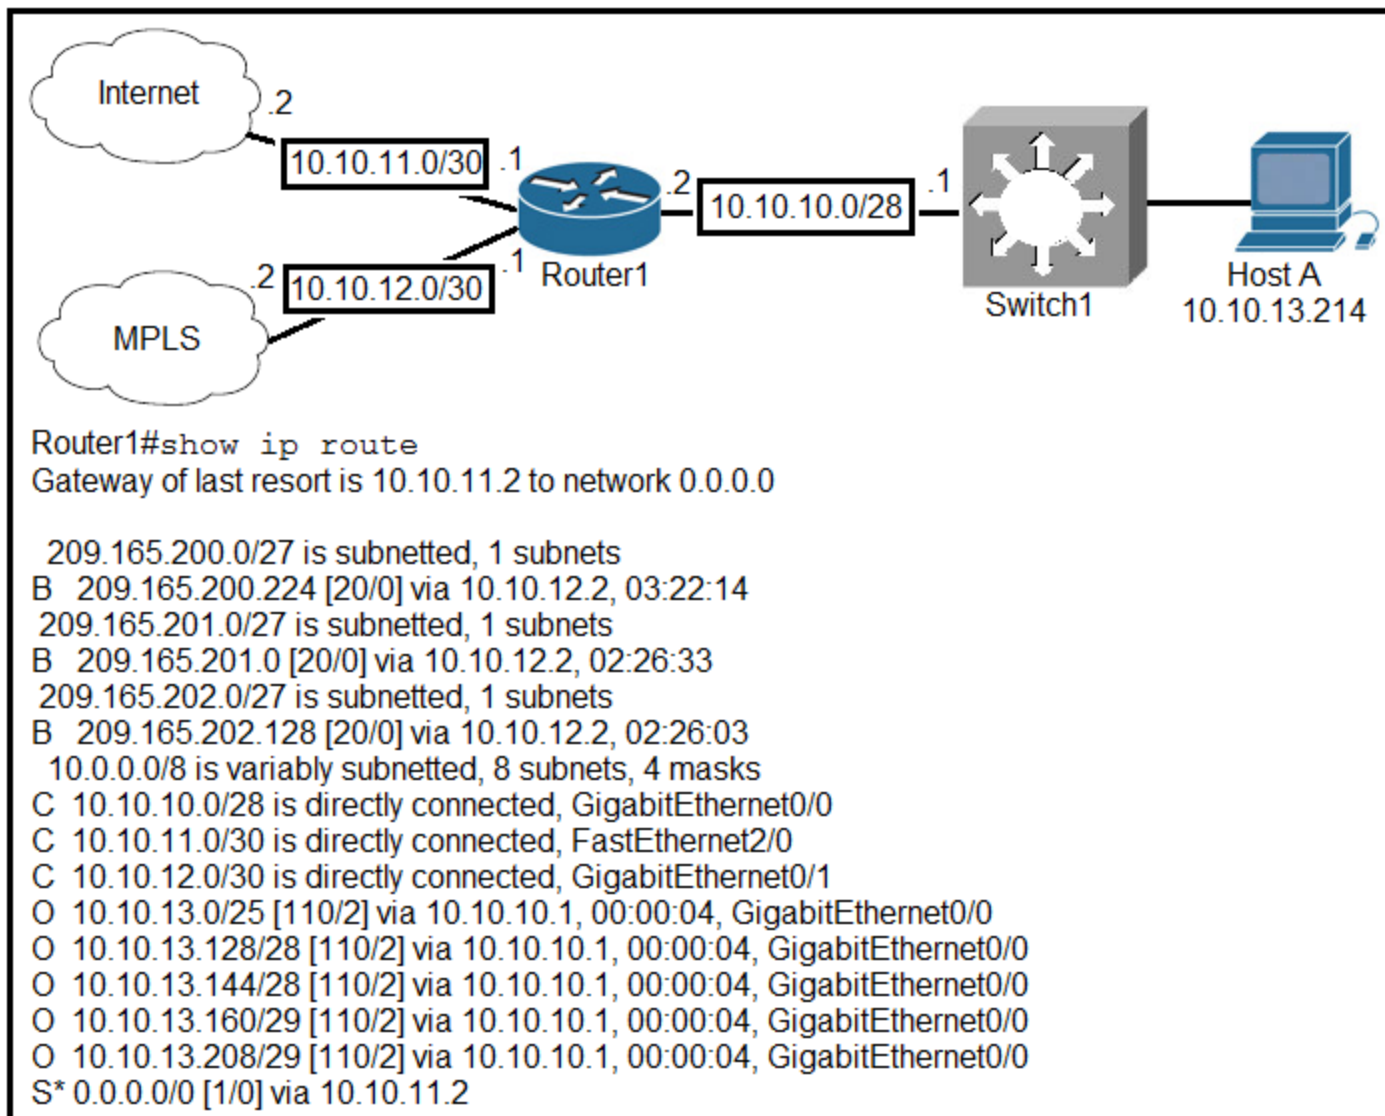 Internet
.2
10.10.11.0/30
.1
.2
10.10.10.0/28
.1
Router1
.1
.2
10.10.12.0/30
MPLS
Switch1
Host A
10.10.13.214
Router1#show ip route
Gateway of last resort is 10.10.11.2 to network 0.0.0.0
209.165.200.0/27 is subnetted, 1 subnets
B 209.165.200.224 [20/0] via 10.10.12.2, 03:22:14
209.165.201.0/27 is subnetted, 1 subnets
B 209.165.201.0 [20/0] via 10.10.12.2, 02:26:33
209.165.202.0/27 is subnetted, 1 subnets
B 209.165.202.128 [20/0] via 10.10.12.2, 02:26:03
10.0.0.0/8 is variably subnetted, 8 subnets, 4 masks
C 10.10.10.0/28 is directly connected, GigabitEthernet0/0
C 10.10.11.0/30 is directly connected, FastEthernet2/0
C 10.10.12.0/30 is directly connected, GigabitEthernet0/1
O 10.10.13.0/25 [110/2] via 10.10.10.1, 00:00:04, GigabitEthernet0/0
O 10.10.13.128/28 [110/2] via 10.10.10.1, 00:00:04, GigabitEthernet0/0
O 10.10.13.144/28 [110/2] via 10.10.10.1, 00:00:04, GigabitEthernet0/0
O 10.10.13.160/29 [110/2] via 10.10.10.1, 00:00:04, GigabitEthernet0/0
O 10.10.13.208/29 [110/2] via 10.10.10.1, 00:00:04, GigabitEthernet0/0
S* 0.0.0.0/0 [1/0] via 10.10.11.2